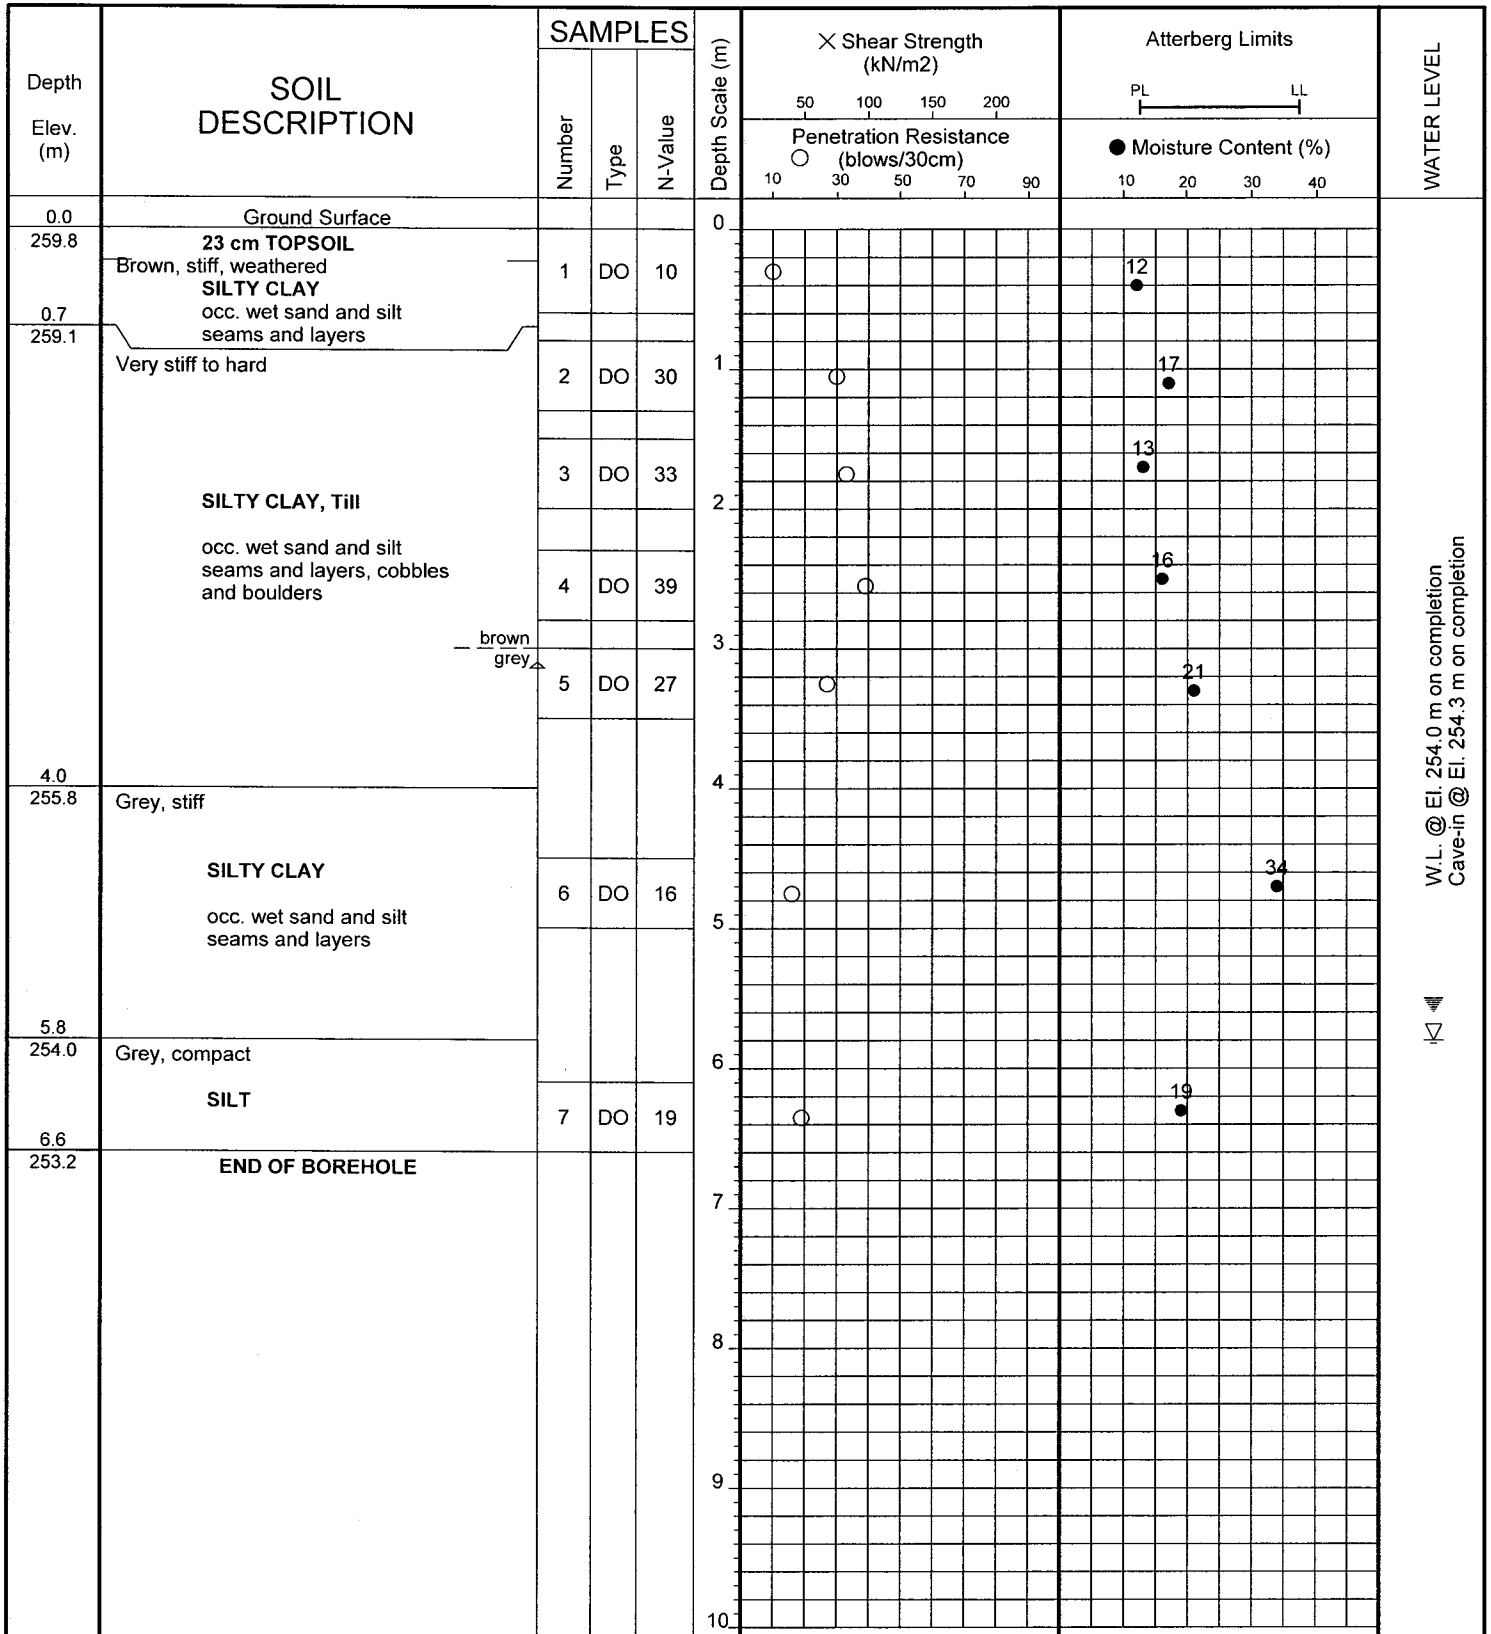 Depth
Elev.
(m)
SOIL
DESCRIPTION
SAMPLES
Number
Type
N-Value
Depth Scale (m)
× Shear Strength
(kN/m2)
50 100 150 200
Penetration Resistance
(blows/30cm)
10 30 50 70 90
Atterberg Limits
PL LL
Moisture Content (%)
10 20 30 40
WATER LEVEL
0.0
Ground Surface
0
259.8
23 cm TOPSOIL
Brown, stiff, weathered
SILTY CLAY
occ. wet sand and silt
seams and layers
1 DO 10
12
0.7
259.1
Very stiff to hard
1
2 DO 30
17
3 DO 33
13
SILTY CLAY, Till
2
occ. wet sand and silt
seams and layers, cobbles
and boulders
4 DO 39
16
brown
grey
3
5 DO 27
21
4.0
255.8
4
Grey, stiff
SILTY CLAY
6 DO 16
34
occ. wet sand and silt
seams and layers
5
5.8
254.0
Grey, compact
6
SILT
7 DO 19
19
6.6
253.2
END OF BOREHOLE
7
8
9
10
W.L. @ El. 254.0 m on completion
Cave-in @ El. 254.3 m on completion